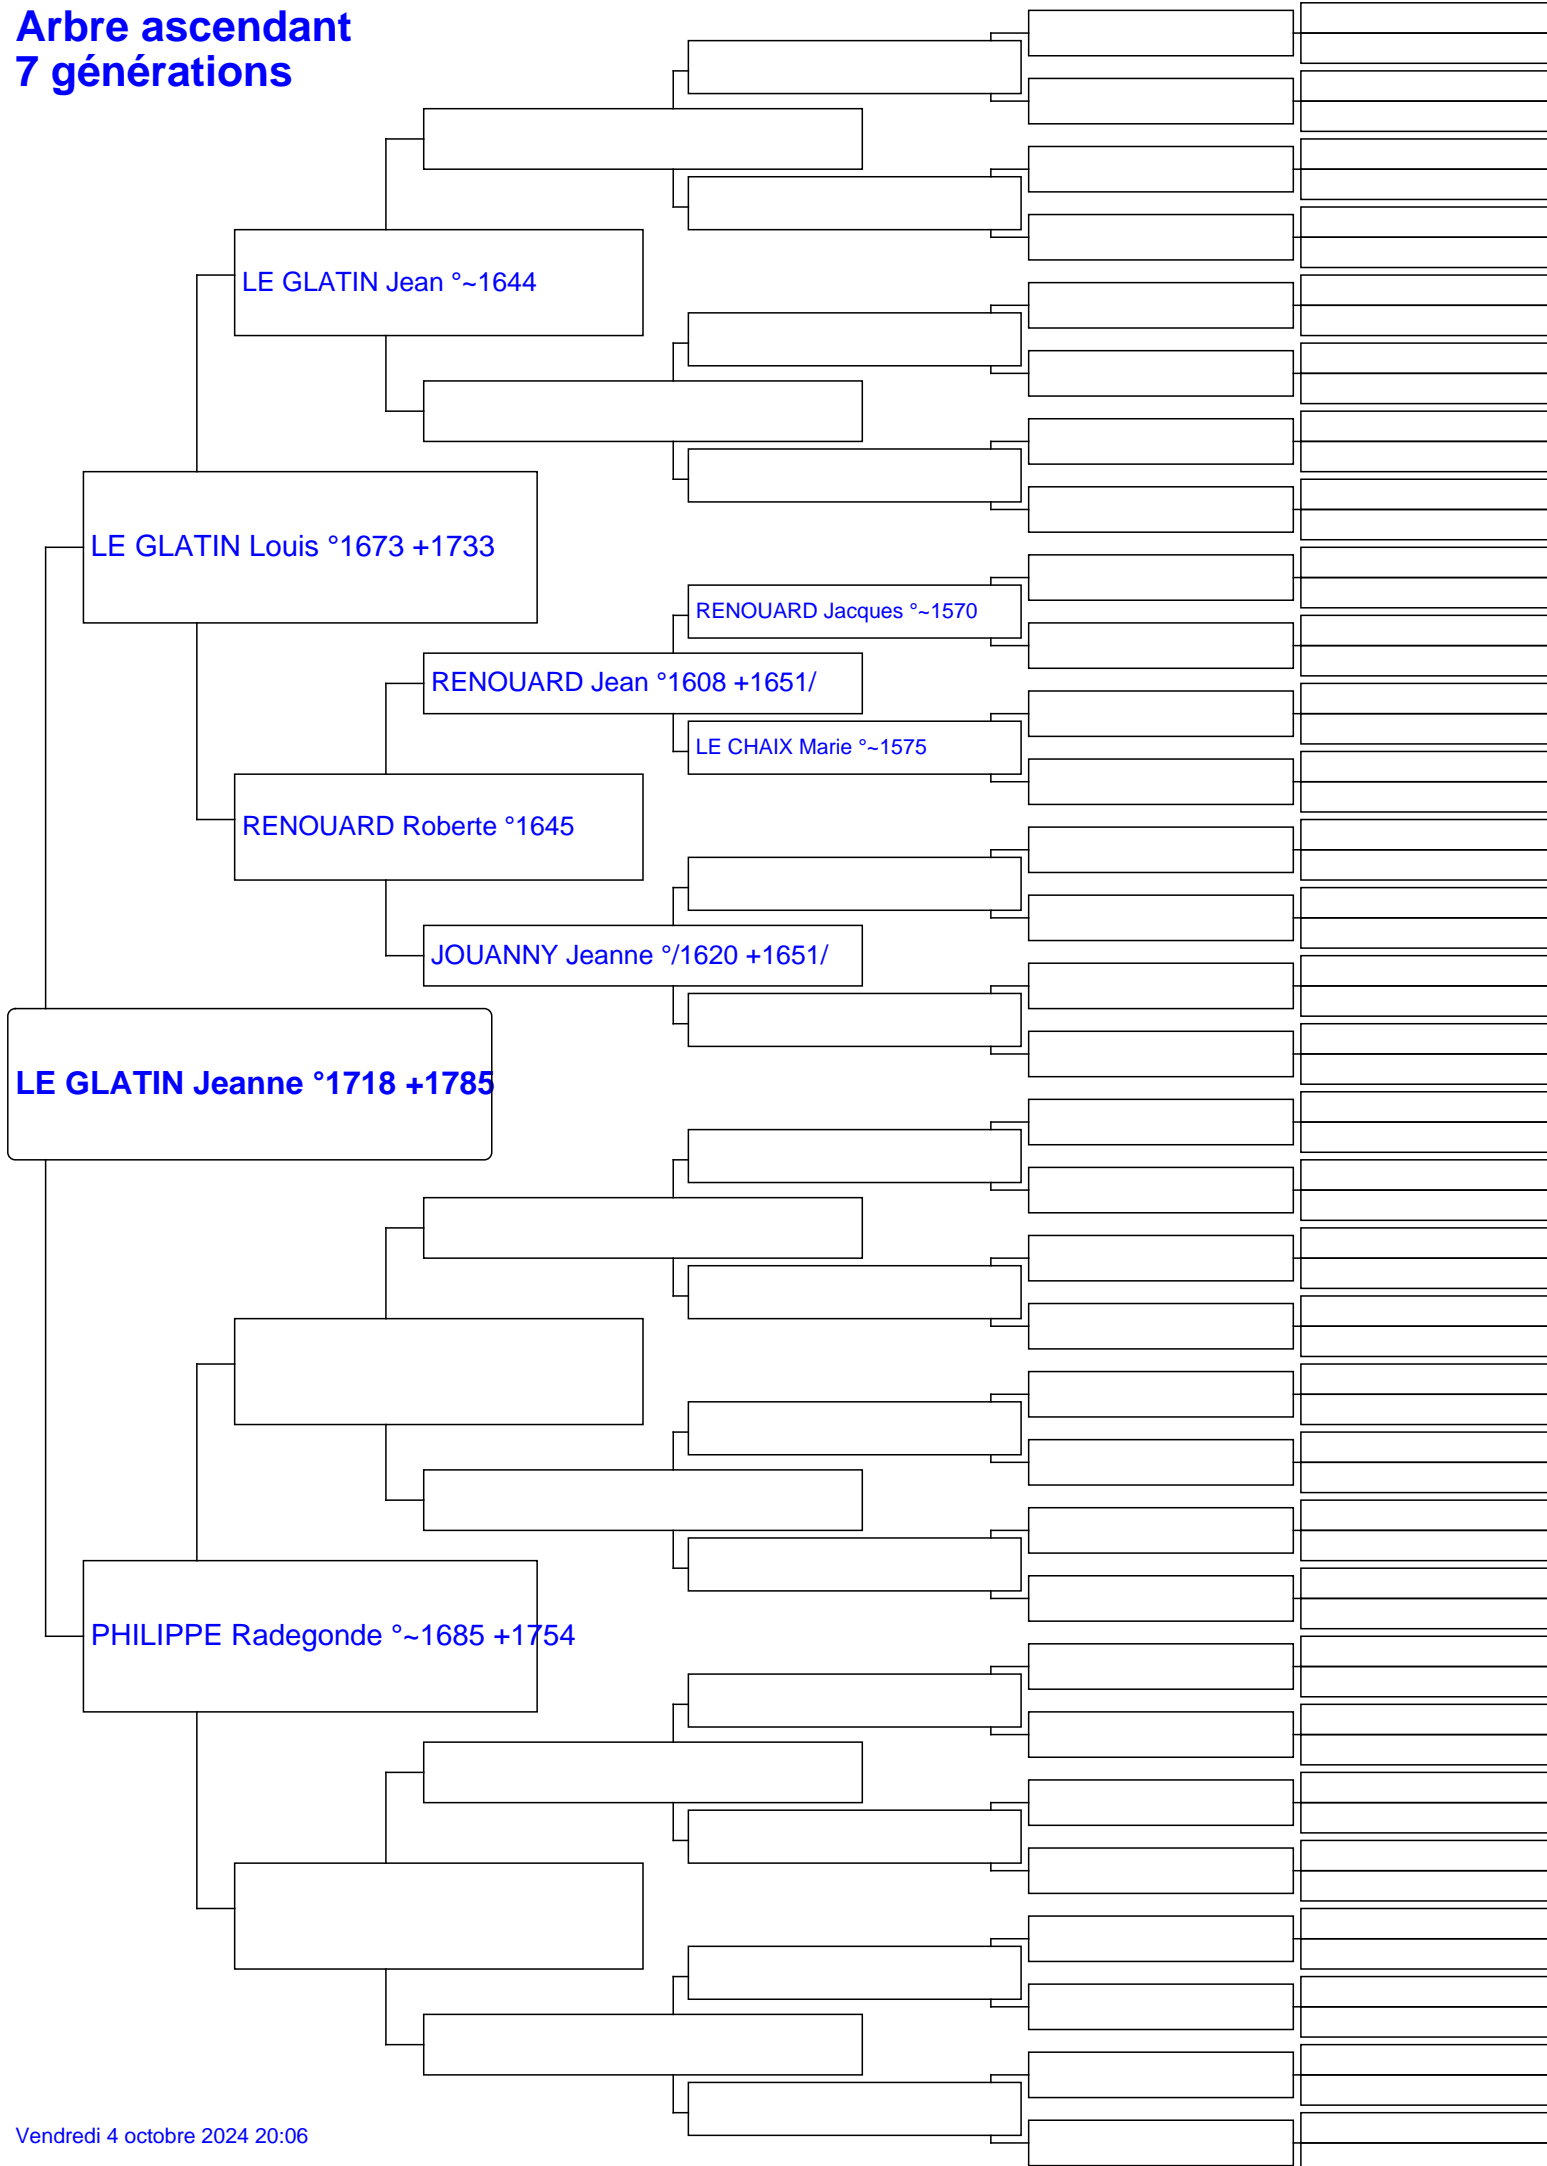 Arbre ascendant
7 générations
LE GLATIN Jean °~1644
LE GLATIN Louis °1673 +1733
RENOUARD Jacques °~1570
RENOUARD Jean °1608 +1651/
LE CHAIX Marie °~1575
RENOUARD Roberte °1645
JOUANNY Jeanne °/1620 +1651/
LE GLATIN Jeanne °1718 +1785
PHILIPPE Radegonde °~1685 +1754
Vendredi 4 octobre 2024 20:06